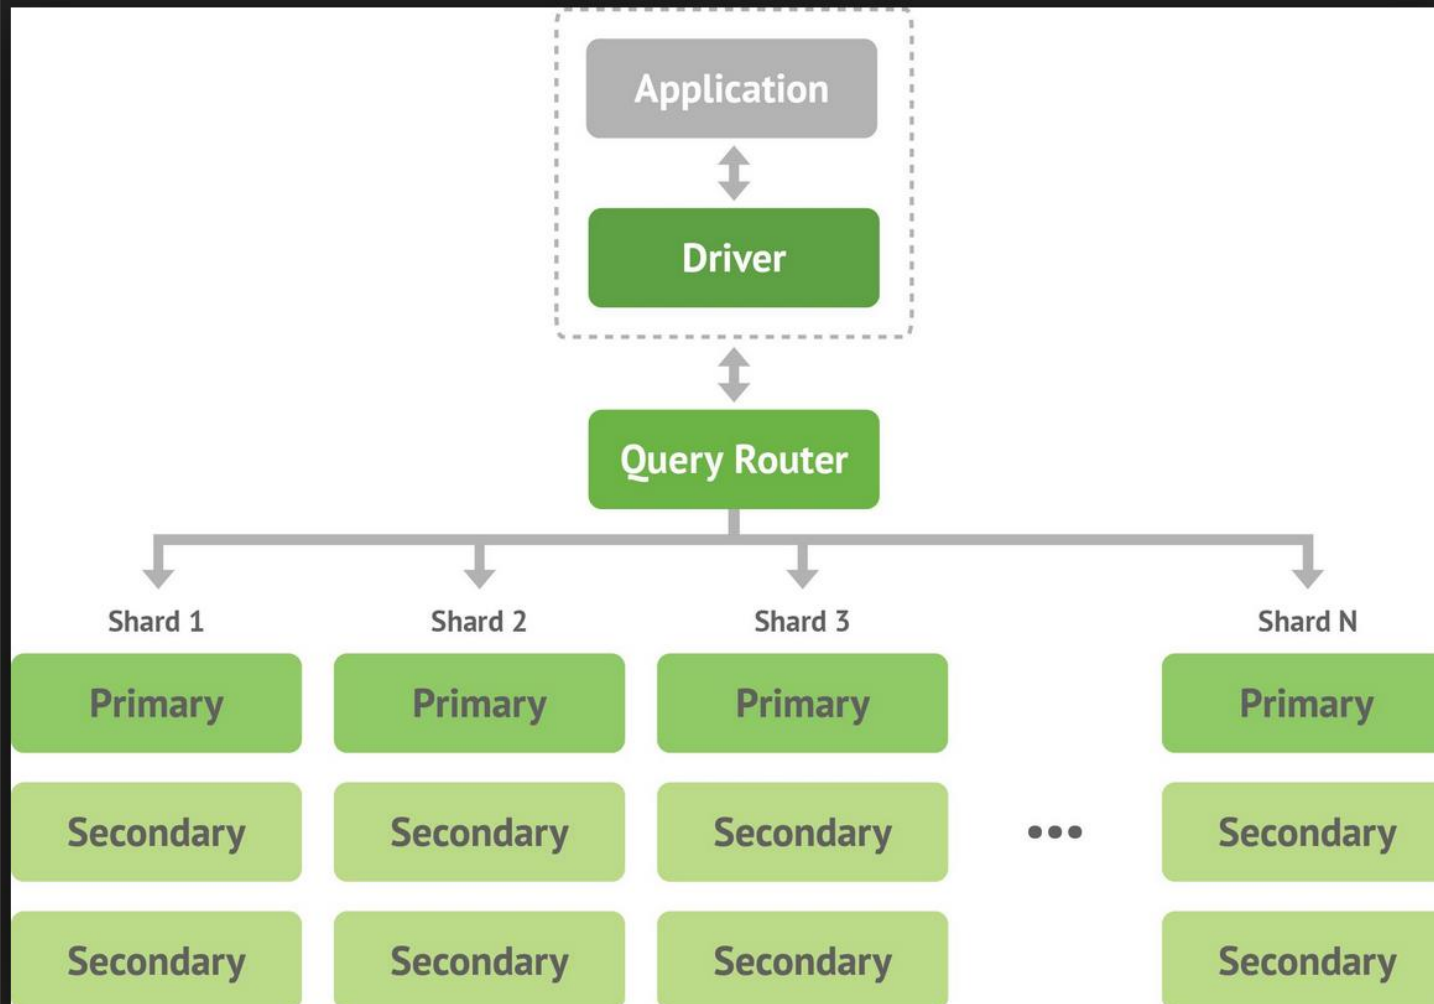 Application
Driver
Query Router
Shard 1 Shard 2 Shard 3 Shard N
Primary Primary Primary Primary
Secondary Secondary Secondary ... Secondary
Secondary Secondary Secondary Secondary